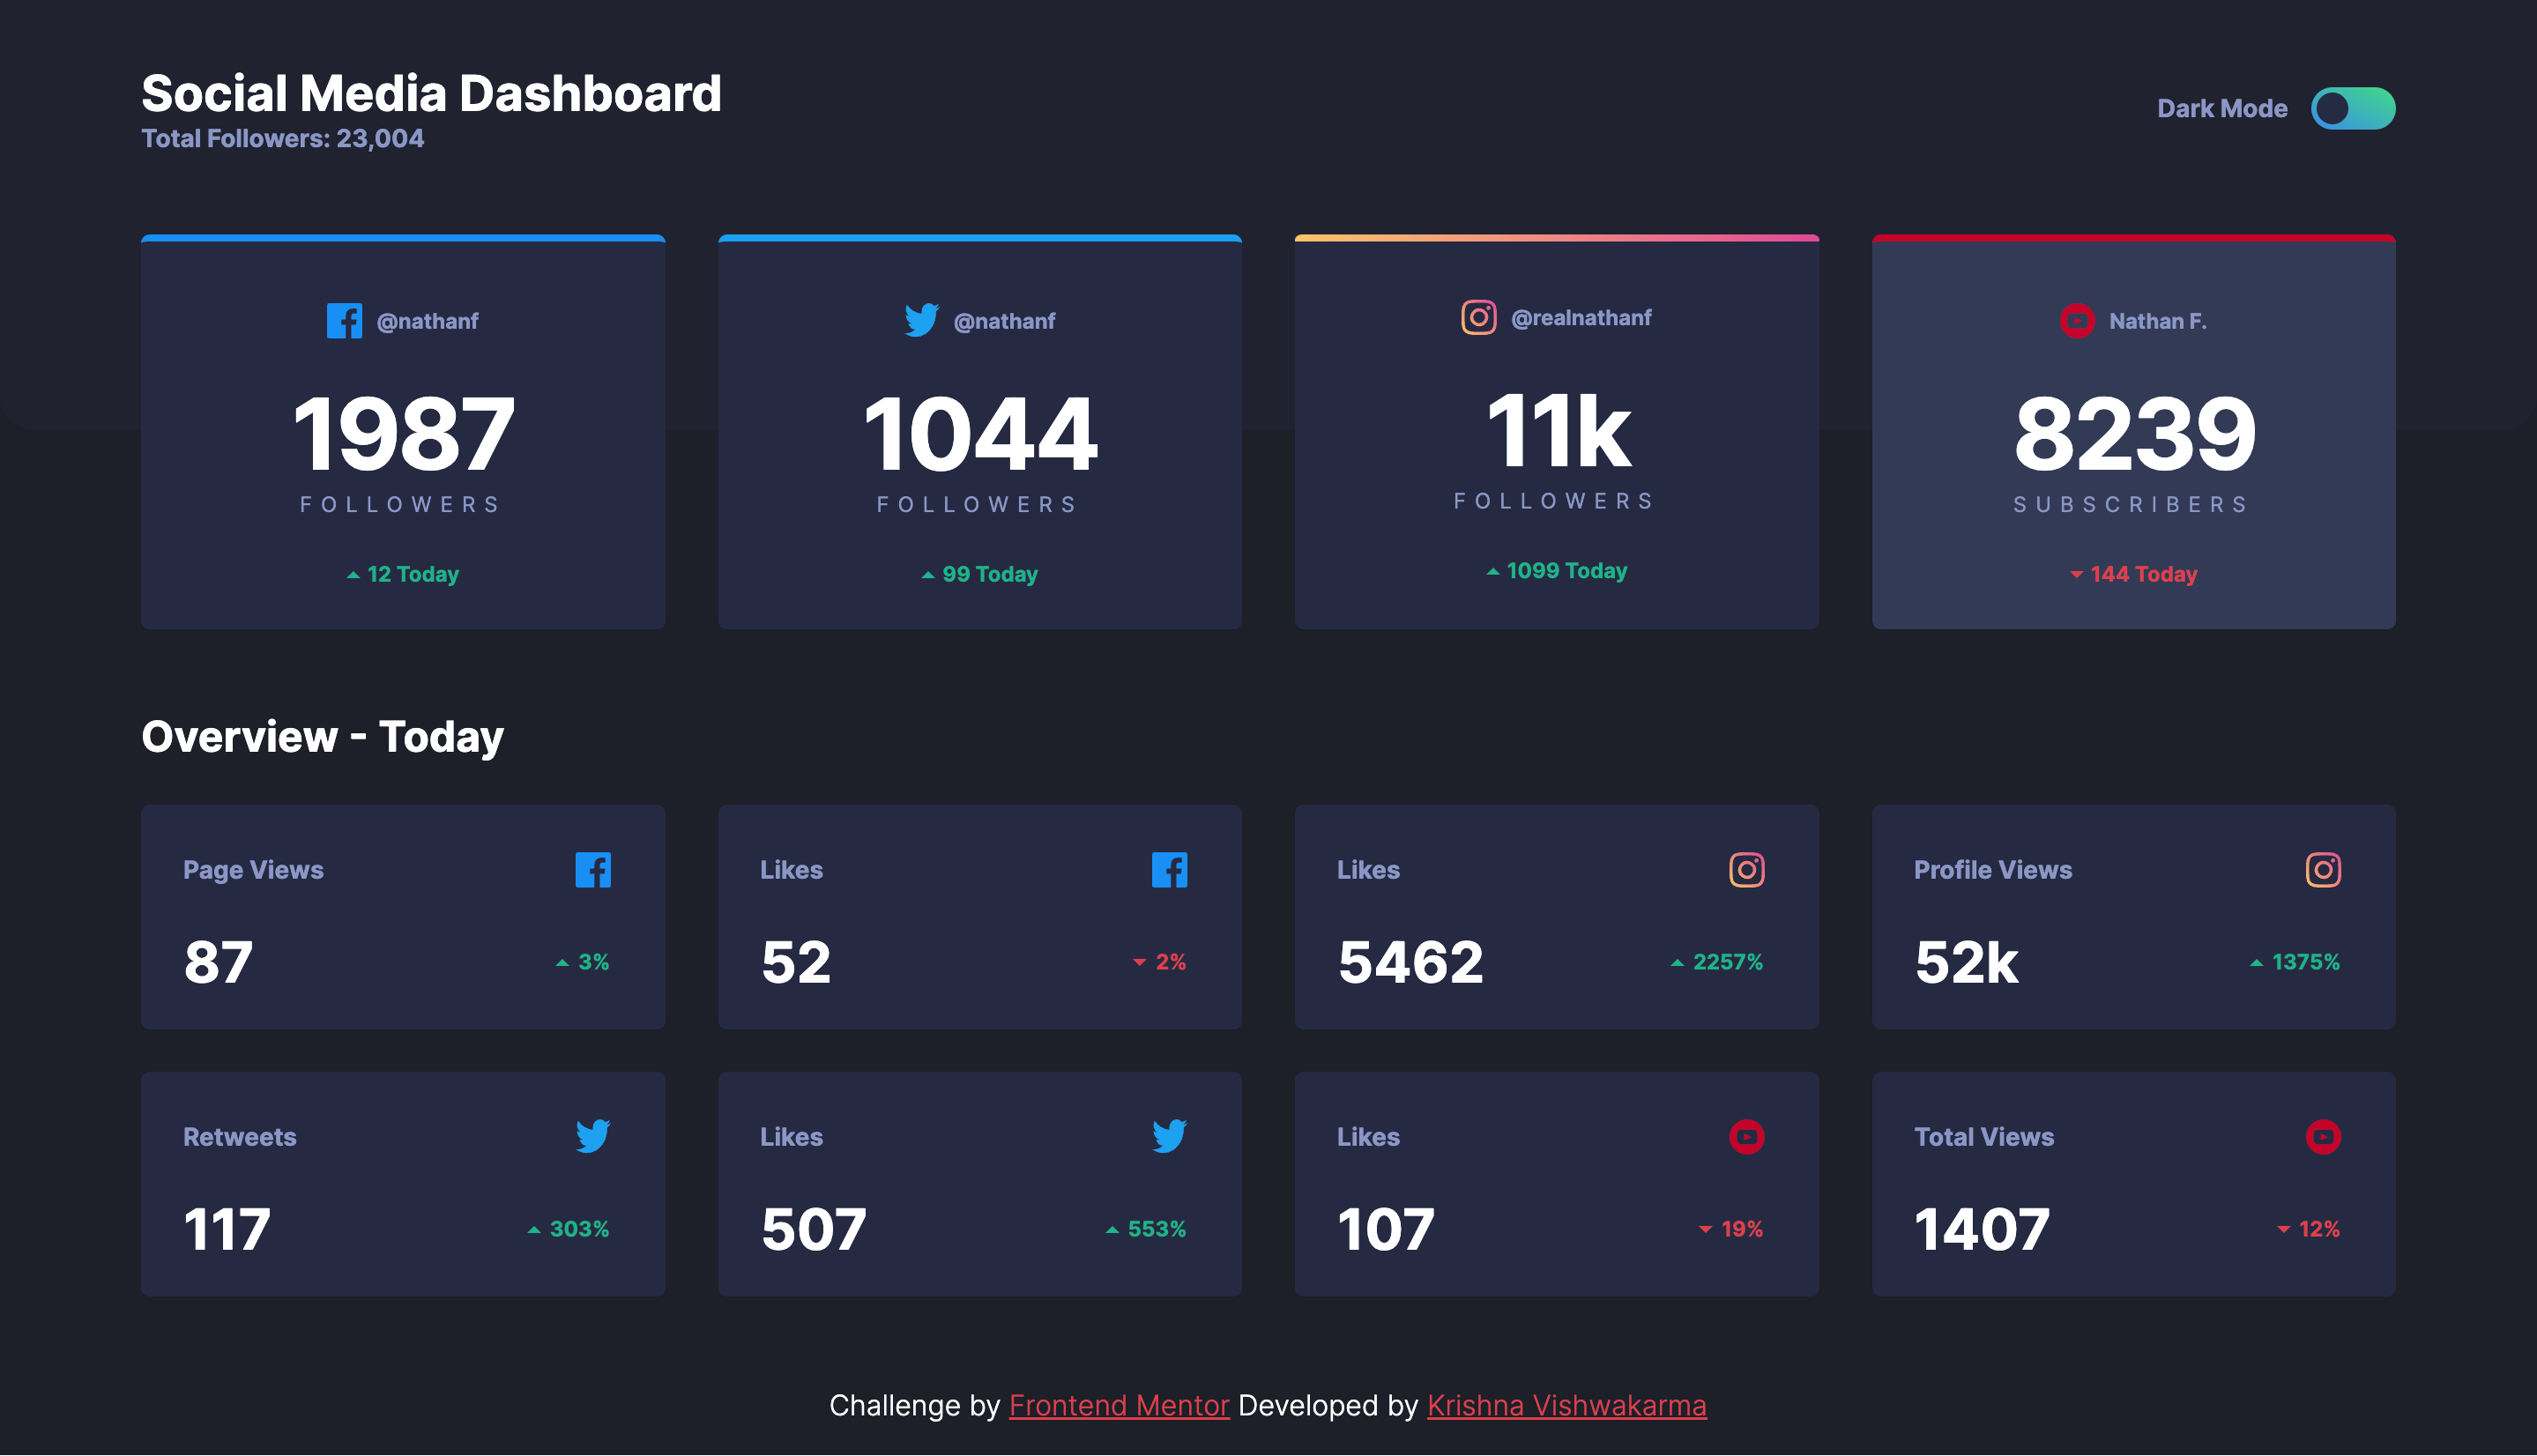 Social Media Dashboard
Total Followers: 23,004
Dark Mode
@nathanf
1987
FOLLOWERS
12 Today
@nathanf
1044
FOLLOWERS
99 Today
@realnathanf
11k
FOLLOWERS
1099 Today
Nathan F.
8239
SUBSCRIBERS
144 Today
Overview - Today
Page Views
87
3%
Likes
52
2%
Likes
5462
2257%
Profile Views
52k
1375%
Retweets
117
303%
Likes
507
553%
Likes
107
19%
Total Views
1407
12%
Challenge by Frontend Mentor Developed by Krishna Vishwakarma